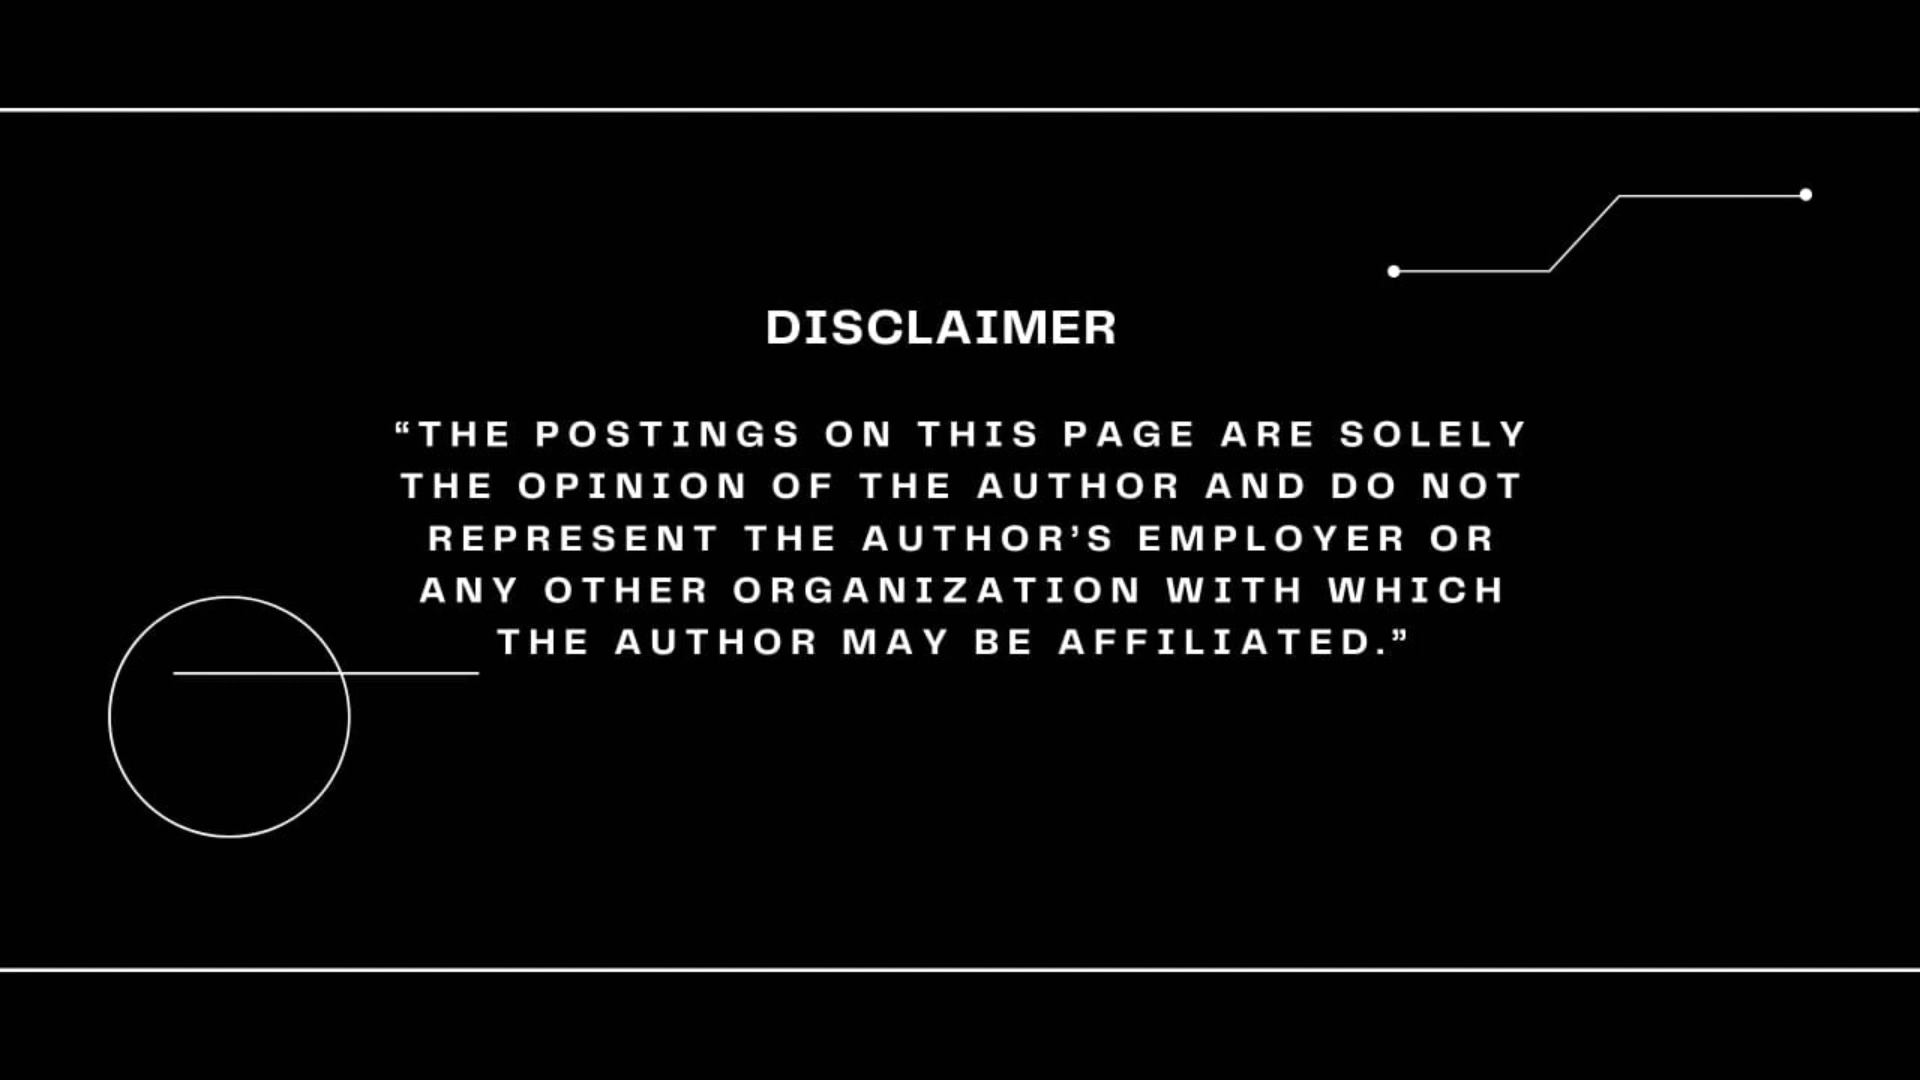 DISCLAIMER
“THE POSTINGS ON THIS PAGE ARE SOLELY
THE OPINION OF THE AUTHOR AND DO NOT
REPRESENT THE AUTHOR’S EMPLOYER OR
ANY OTHER ORGANIZATION WITH WHICH
THE AUTHOR MAY BE AFFILIATED.”